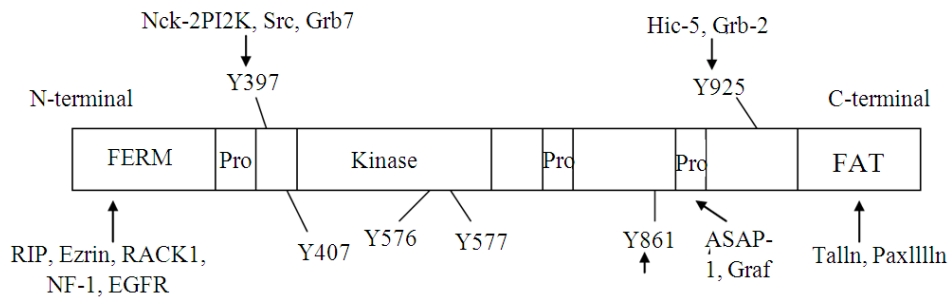 Nck-2PI2K, Src, Grb7
Hic-5, Grb-2
Y397
Y925
N-terminal
C-terminal
FERM
Pro
Kinase
Pro
Pro
FAT
Y407
Y576
Y577
Y861
RIP, Ezrin, RACK1,
NF-1, EGFR
ASAP-
1, Graf
Talln, PaxIIIln